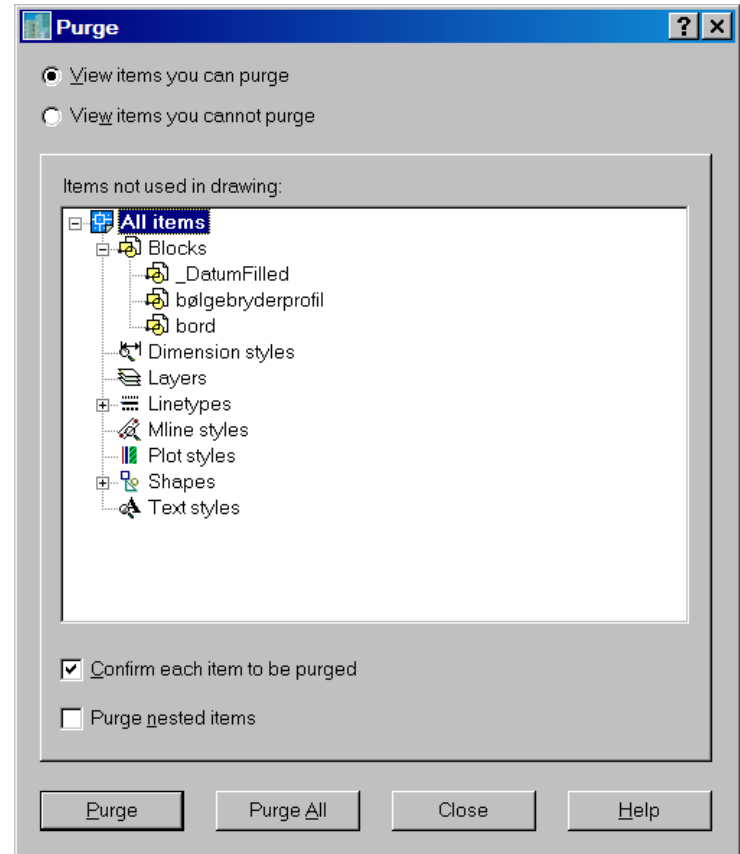 Purge
View items you can purge
View items you cannot purge
Items not used in drawing:
All items
Blocks
_DatumFilled
bølgebryderprofil
bord
Dimension styles
Layers
Linetypes
Mline styles
Plot styles
Shapes
Text styles
Confirm each item to be purged
Purge nested items
Purge Purge All Close Help